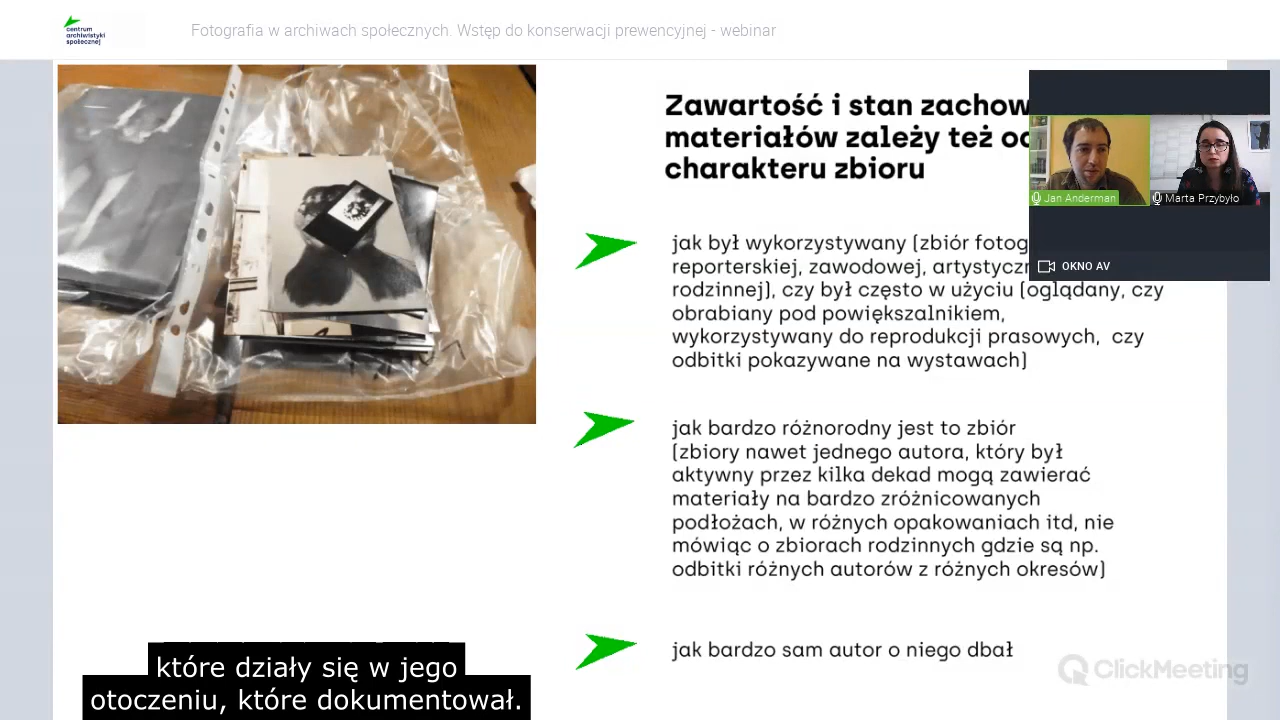 centrum
archiwistyki
społecznej
Fotografia w archiwach społecznych. Wstęp do konserwacji prewencyjnej - webinar
Zawartość i stan zachow
materiałów zależy też od
charakteru zbioru
Jan Anderman
Marta Przybyło
OKNO AV
jak był wykorzystywany (zbiór fotog
reporterskiej, zawodowej, artystyczn
rodzinnej), czy był często w użyciu (oglądany, czy
obrabiany pod powiększalnikiem,
wykorzystywany do reprodukcji prasowych, czy
odbitki pokazywane na wystawach)
jak bardzo różnorodny jest to zbiór
(zbiory nawet jednego autora, który był
aktywny przez kilka dekad mogą zawierać
materiały na bardzo zróżnicowanych
podłożach, w różnych opakowaniach itd, nie
mówiąc o zbiorach rodzinnych gdzie są np.
odbitki różnych autorów z różnych okresów)
jak bardzo sam autor o niego dbał
ClickMeeting
które działy się w jego
otoczeniu, które dokumentował.